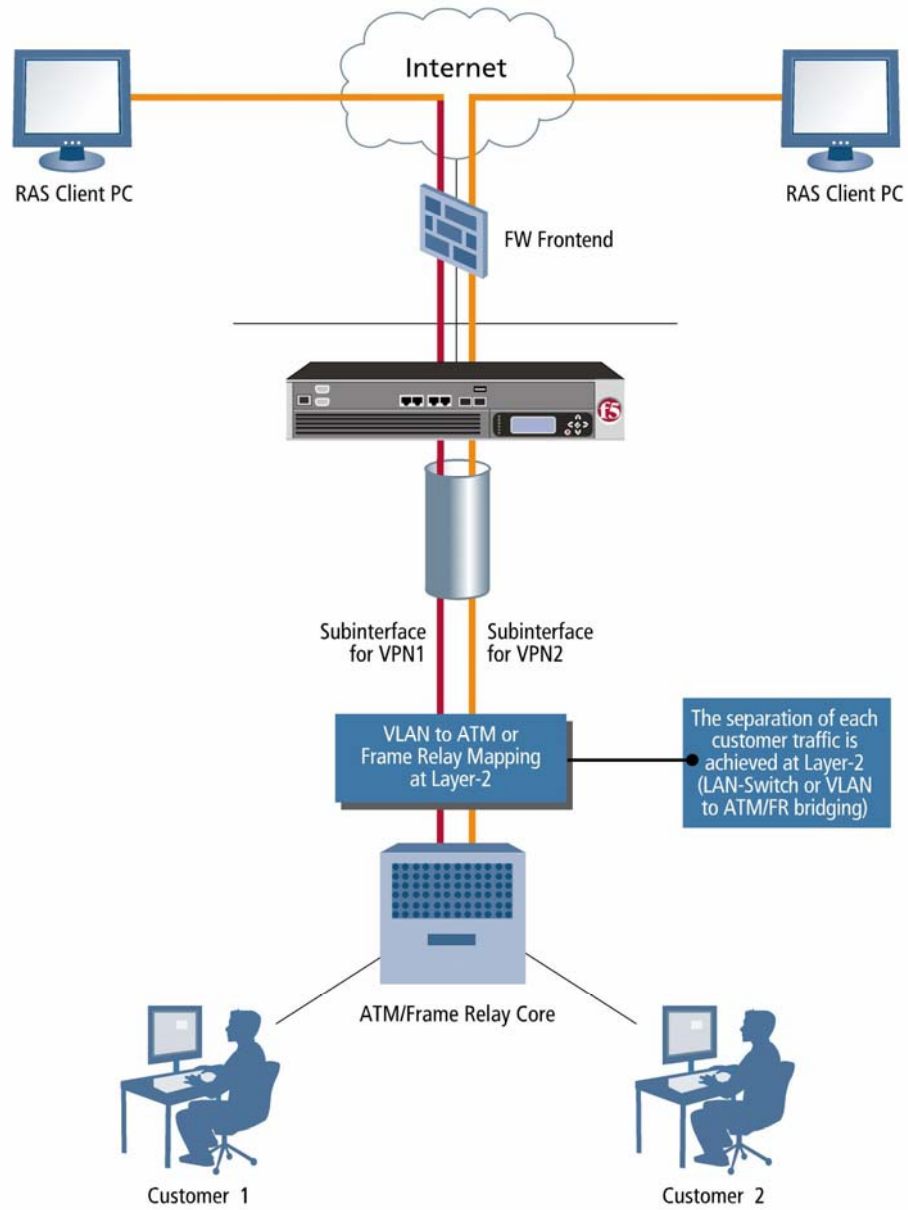 Internet
RAS Client PC
RAS Client PC
FW Frontend
f5
Subinterface
for VPN1
Subinterface
for VPN2
VLAN to ATM or
Frame Relay Mapping
at Layer-2
The separation of each
customer traffic is
achieved at Layer-2
(LAN-Switch or VLAN
to ATM/FR bridging)
ATM/Frame Relay Core
Customer 1
Customer 2